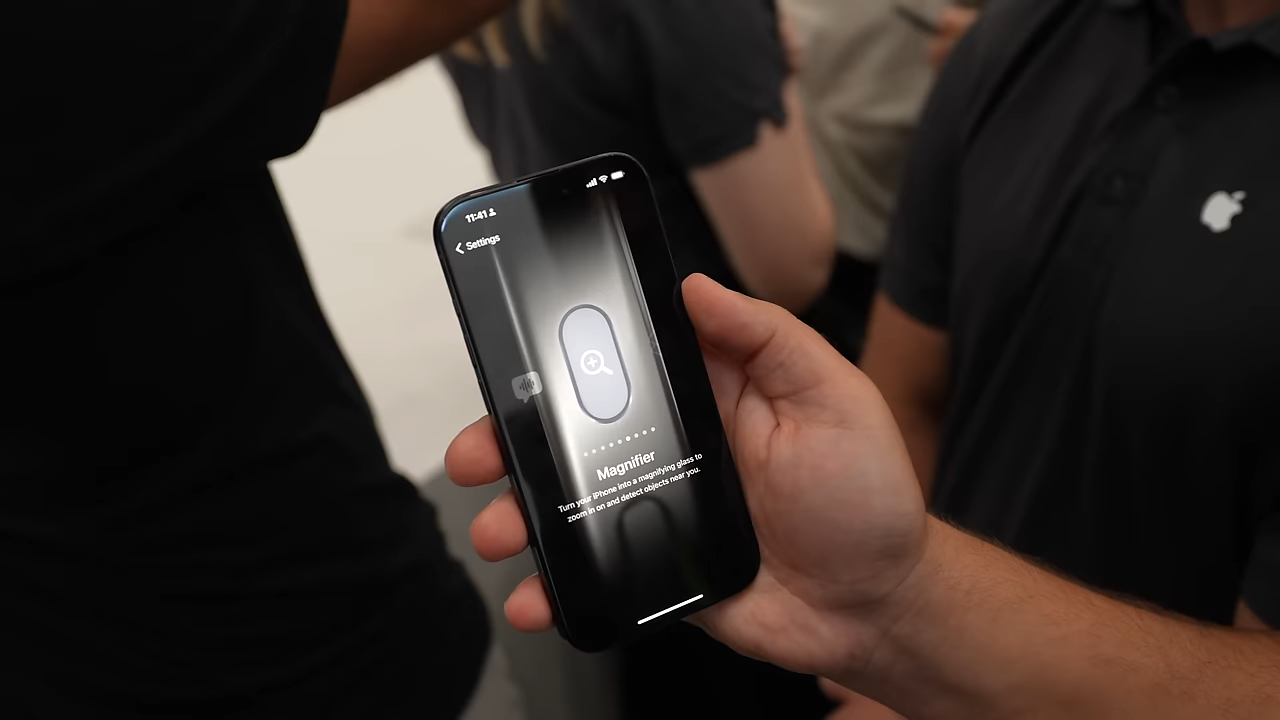 11:41
Settings
Magnifier
Turn your iPhone into a magnifying glass to
zoom in on and detect objects near you.